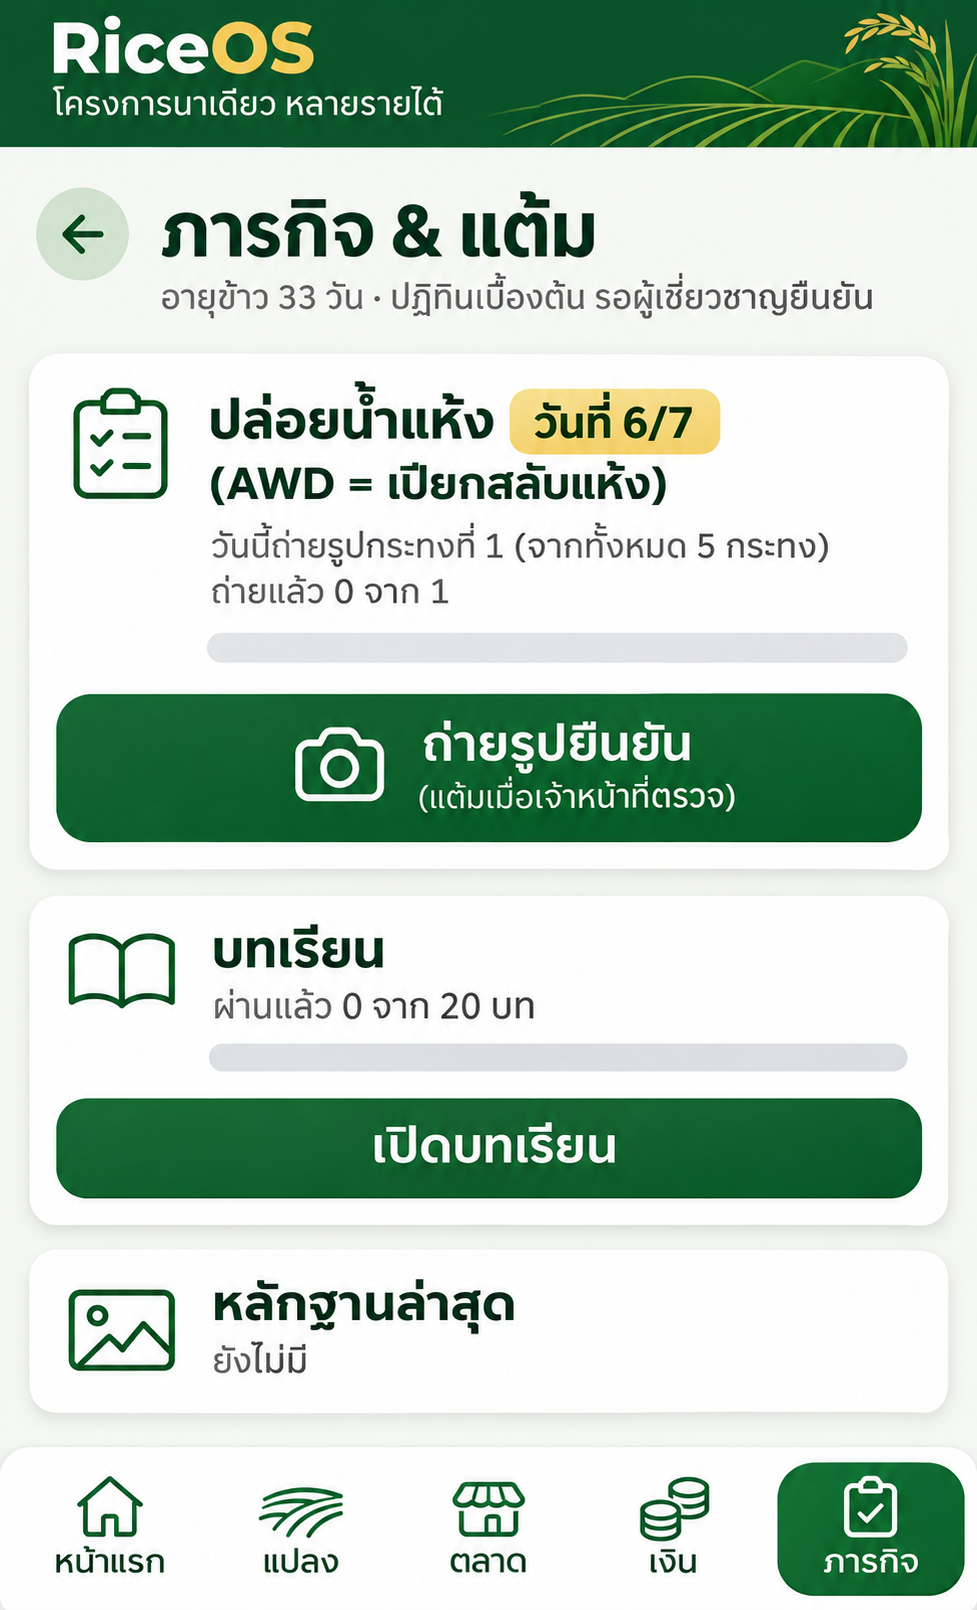 RiceOS
โครงการนาเดียว หลายรายได้
ภารกิจ & แต้ม
อายุข้าว 33 วัน · ปฏิทินเบื้องต้น รอผู้เชี่ยวชาญยืนยัน
ปล่อยน้ำแห้ง วันที่ 6/7
(AWD = เปียกสลับแห้ง)
วันนี้ถ่ายรูปกระทงที่ 1 (จากทั้งหมด 5 กระทง)
ถ่ายแล้ว 0 จาก 1
ถ่ายรูปยืนยัน
(แต้มเมื่อเจ้าหน้าที่ตรวจ)
บทเรียน
ผ่านแล้ว 0 จาก 20 บท
เปิดบทเรียน
หลักฐานล่าสุด
ยังไม่มี
หน้าแรก แปลง ตลาด เงิน ภารกิจ